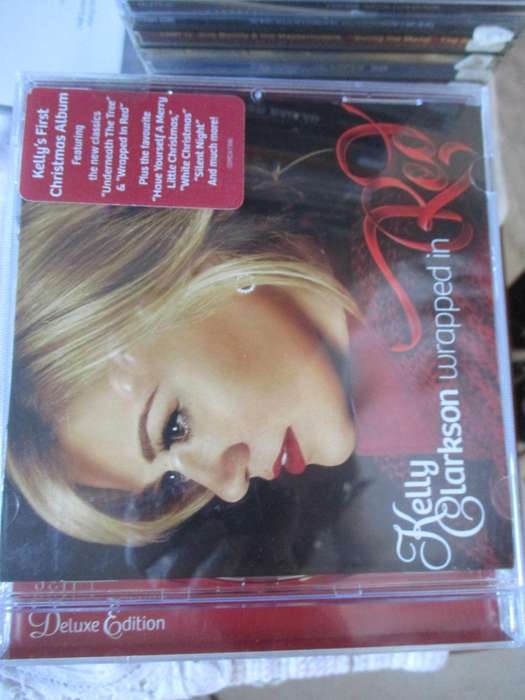 Kelly's First
Christmas Album
Featuring
the new classics
"Underneath The Tree"
& "Wrapped In Red"
Plus the favourite
"Have Yourself A Merry
Little Christmas,"
"White Christmas"
"Silent Night"
And much more!
Kelly
Clarkson wrapped in
Red
Deluxe Edition